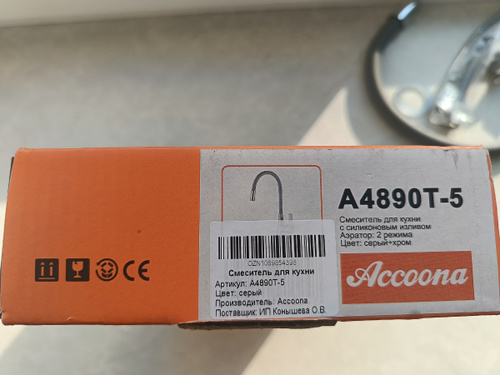 A4890T-5
Смеситель для кухни
с силиконовым изливом
Аэратор: 2 режима
Цвет: серый+хром
Accoona
OZN1089854398
Смеситель для кухни
Артикул: A4890T-5
Цвет: серый
Производитель: Accoona
Поставщик: ИП Конышева О.В.
CE